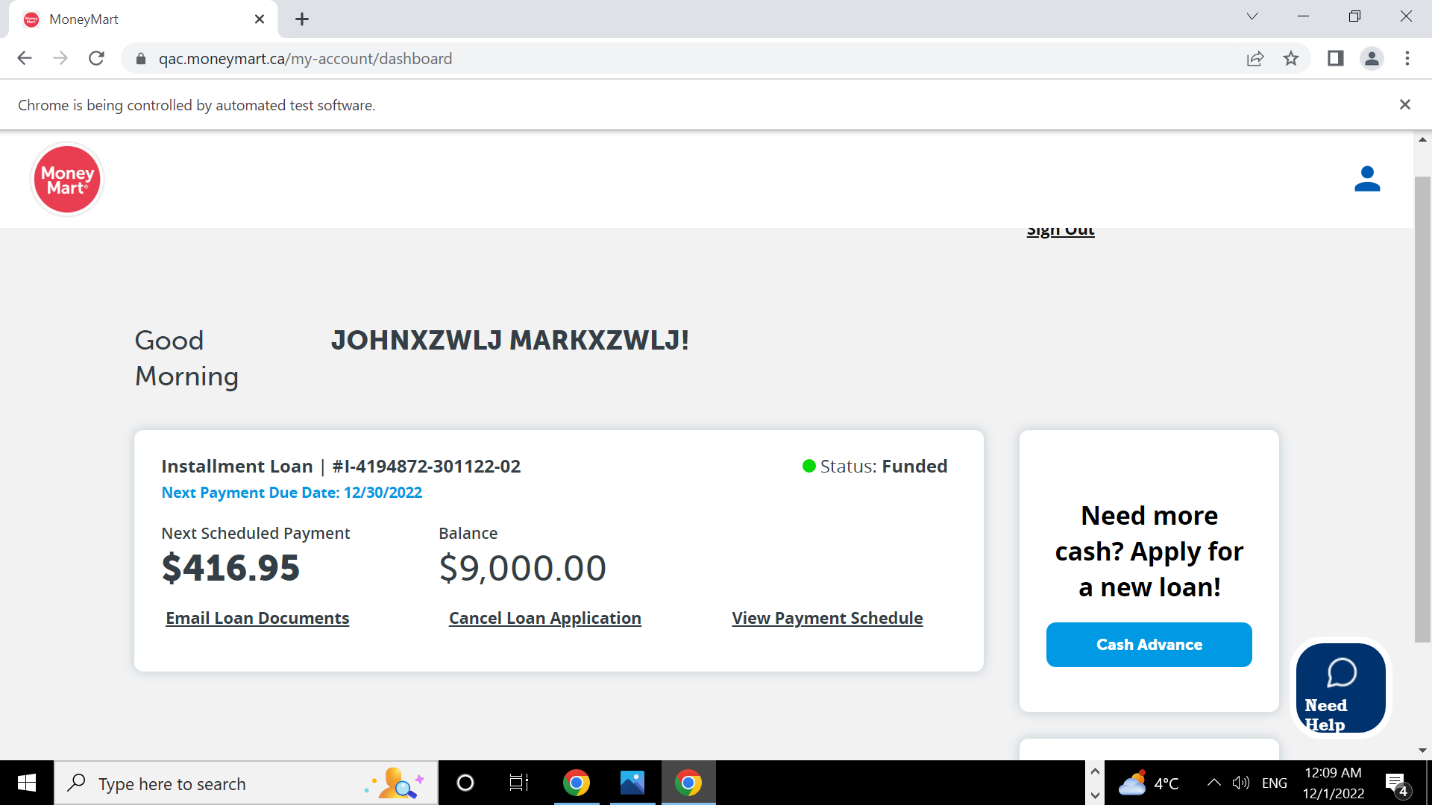 MoneyMart
qac.moneymart.ca/my-account/dashboard
Chrome is being controlled by automated test software.
Money
Mart
Sign Out
Good Morning
JOHNXZWLJ MARKXZWLJ!
Installment Loan | #I-4194872-301122-02
Status: Funded
Next Payment Due Date: 12/30/2022
Next Scheduled Payment
Balance
$416.95
$9,000.00
Email Loan Documents
Cancel Loan Application
View Payment Schedule
Need more
cash? Apply for
a new loan!
Cash Advance
Need
Help
Type here to search
4°C
ENG
12:09 AM
12/1/2022
4